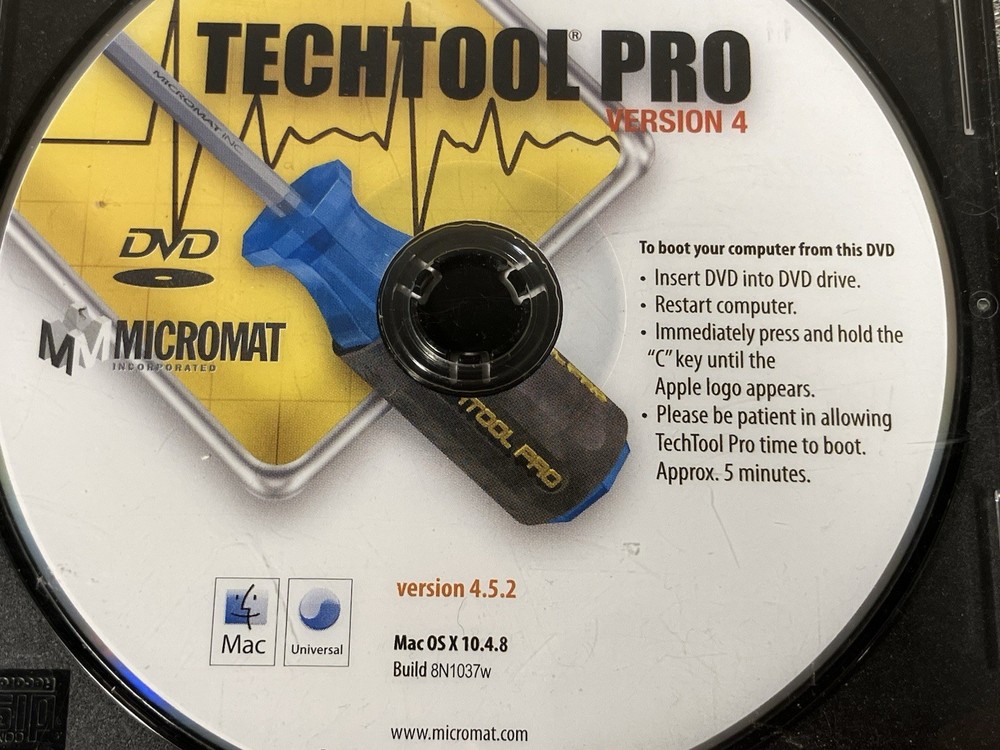 TECHTOOL® PRO
VERSION 4
MICROMAT INC
DVD
MICROMAT
INCORPORATED
TOOL PRO
To boot your computer from this DVD
• Insert DVD into DVD drive.
• Restart computer.
• Immediately press and hold the
“C” key until the
Apple logo appears.
• Please be patient in allowing
TechTool Pro time to boot.
Approx. 5 minutes.
version 4.5.2
Mac
Universal
Mac OS X 10.4.8
Build 8N1037w
www.micromat.com